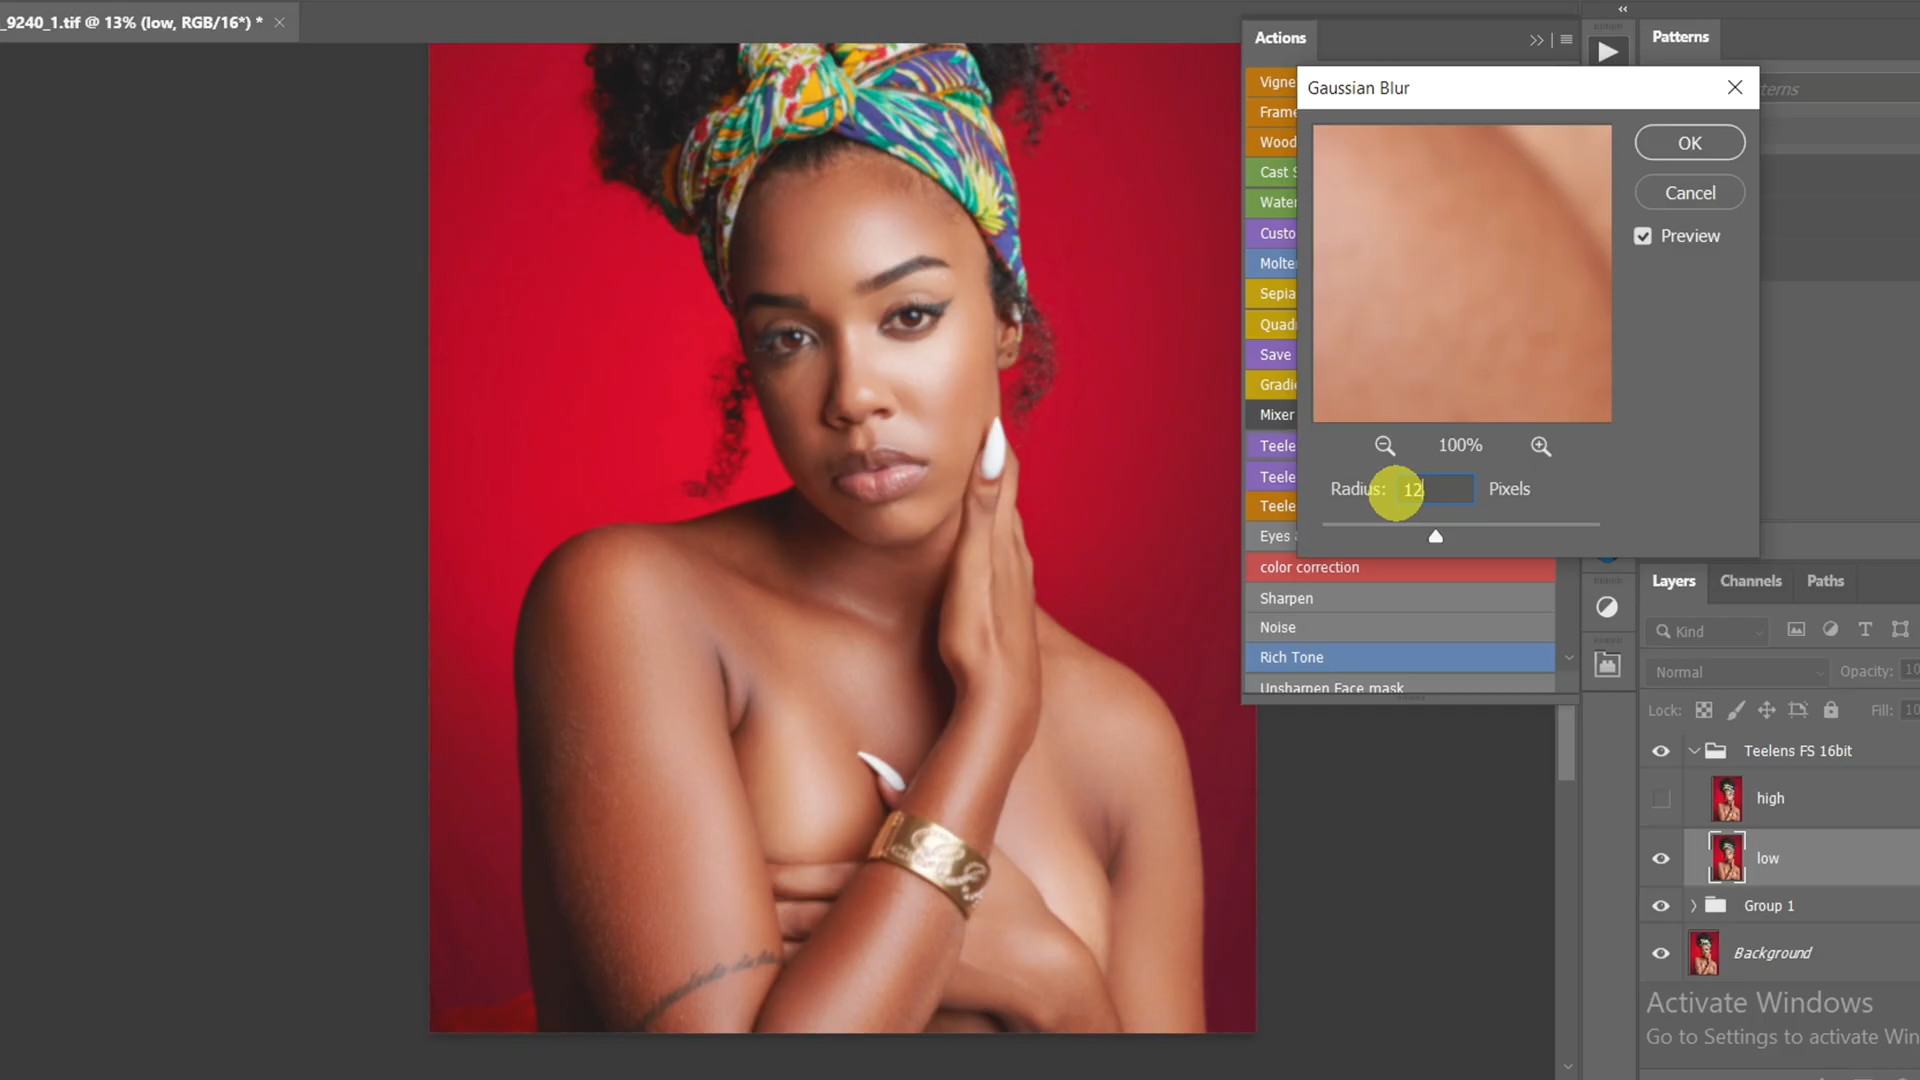 _9240_1.tif @ 13% (low, RGB/16*) *
Actions
Patterns
Vigne
Frame
Wood
Cast S
Water
Custo
Molte
Sepia
Quad
Save
Gradi
Mixer
Teele
Teele
Teele
Eyes a
color correction
Sharpen
Noise
Rich Tone
Unsharpen Face mask
Gaussian Blur
OK
Cancel
Preview
100%
Radius: 12 Pixels
terns
Layers Channels Paths
Kind
Normal Opacity: 10
Lock: Fill: 10
Teelens FS 16bit
high
low
Group 1
Background
Activate Windows
Go to Settings to activate Win